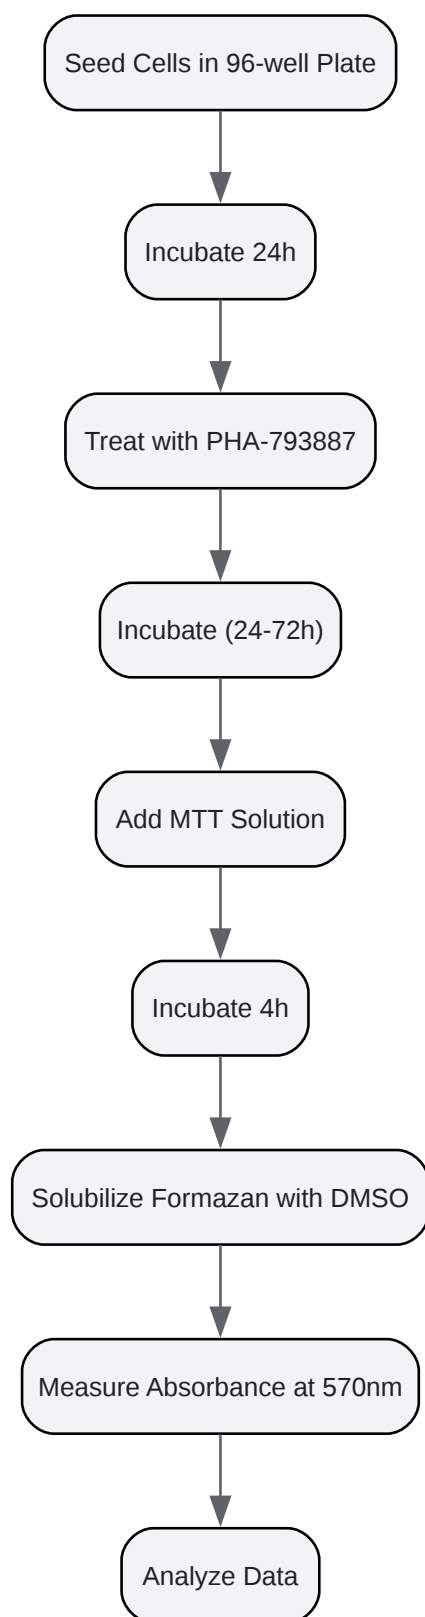 Seed Cells in 96-well Plate
Incubate 24h
Treat with PHA-793887
Incubate (24-72h)
Add MTT Solution
Incubate 4h
Solubilize Formazan with DMSO
Measure Absorbance at 570nm
Analyze Data